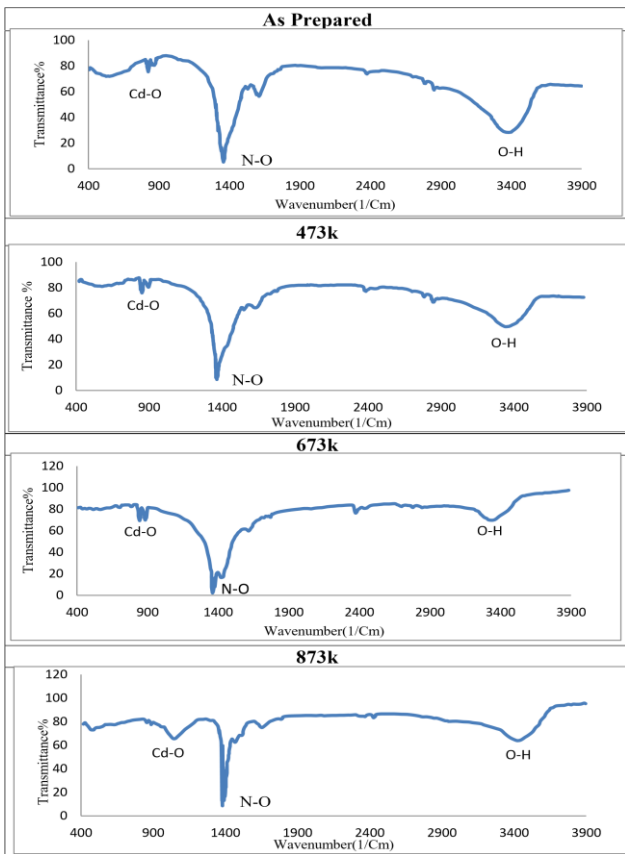 As Prepared
100
80
60
40
20
0
Transmittance%
Cd-O
N-O
O-H
400 900 1400 1900 2400 2900 3400 3900
Wavenumber(1/Cm)
473k
100
80
60
40
20
0
Transmittance %
Cd-O
N-O
O-H
400 900 1400 1900 2400 2900 3400 3900
Wavenumber(1/Cm)
673k
120
100
80
60
40
20
0
Transmittance%
Cd-O
N-O
O-H
400 900 1400 1900 2400 2900 3400 3900
Wavenumber(1/Cm)
873k
120
100
80
60
40
20
0
Transmittance%
Cd-O
N-O
O-H
400 900 1400 1900 2400 2900 3400 3900
Wavenumber(1/Cm)